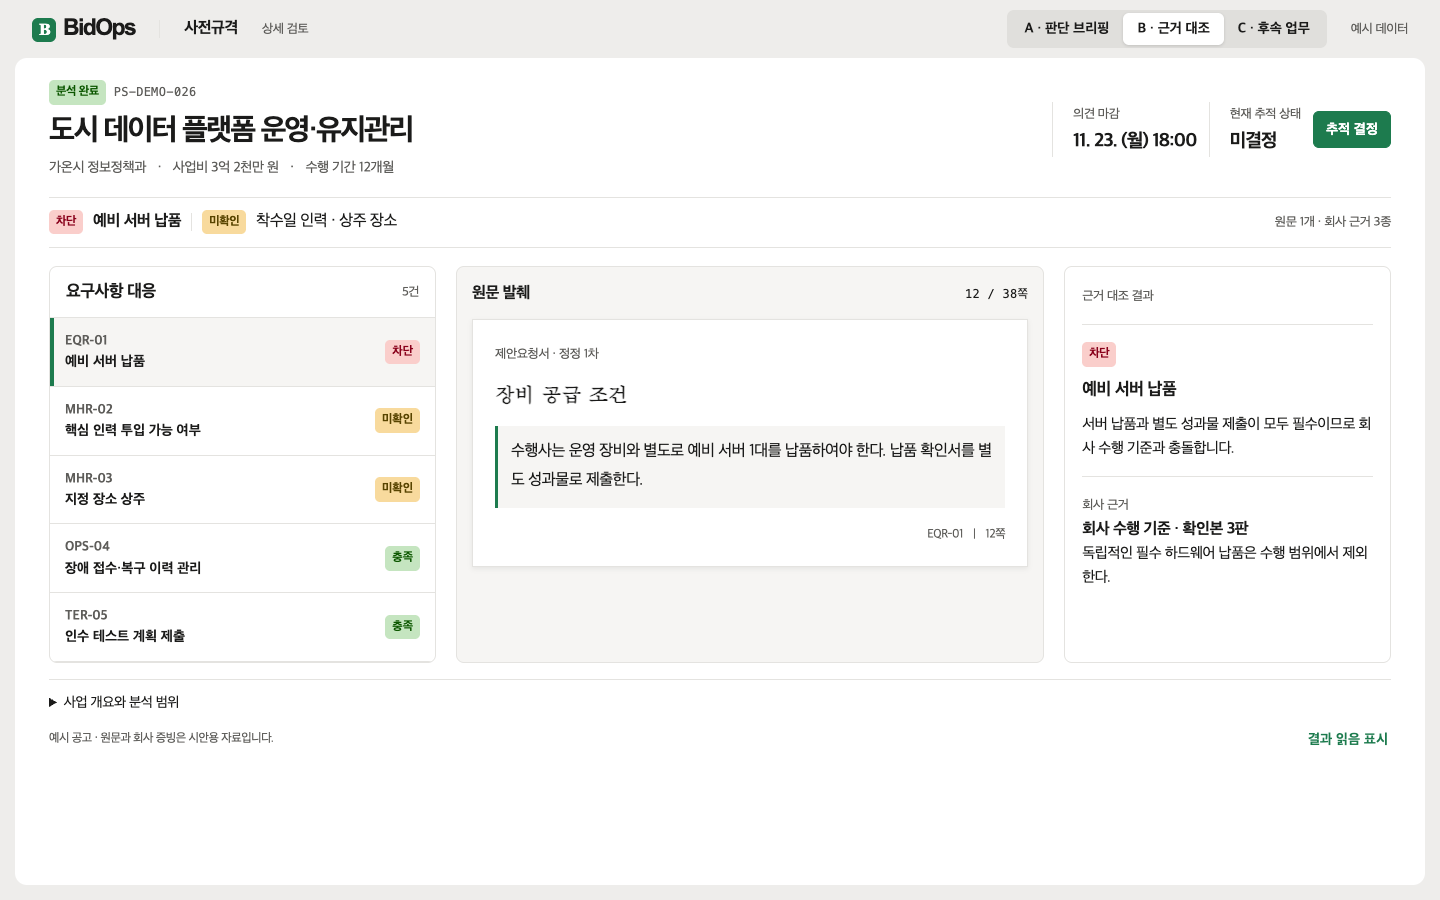 B BidOps
사전규격
상세 검토
A · 판단 브리핑
B · 근거 대조
C · 후속 업무
예시 데이터
분석 완료 PS-DEMO-026
도시 데이터 플랫폼 운영·유지관리
가온시 정보정책과 · 사업비 3억 2천만 원 · 수행 기간 12개월
의견 마감
11. 23. (월) 18:00
현재 추적 상태
미결정
추적 결정
차단 예비 서버 납품
미확인 착수일 인력 · 상주 장소
원문 1개 · 회사 근거 3종
요구사항 대응
5건
EQR-01
예비 서버 납품
차단
MHR-02
핵심 인력 투입 가능 여부
미확인
MHR-03
지정 장소 상주
미확인
OPS-04
장애 접수·복구 이력 관리
충족
TER-05
인수 테스트 계획 제출
충족
원문 발췌
12 / 38쪽
제안요청서 · 정정 1차
장비 공급 조건
수행사는 운영 장비와 별도로 예비 서버 1대를 납품하여야 한다. 납품 확인서를 별
도 성과물로 제출한다.
EQR-01 | 12쪽
근거 대조 결과
차단
예비 서버 납품
서버 납품과 별도 성과물 제출이 모두 필수이므로 회
사 수행 기준과 충돌합니다.
회사 근거
회사 수행 기준 · 확인본 3판
독립적인 필수 하드웨어 납품은 수행 범위에서 제외
한다.
▶ 사업 개요와 분석 범위
예시 공고 · 원문과 회사 증빙은 시안용 자료입니다.
결과 읽음 표시